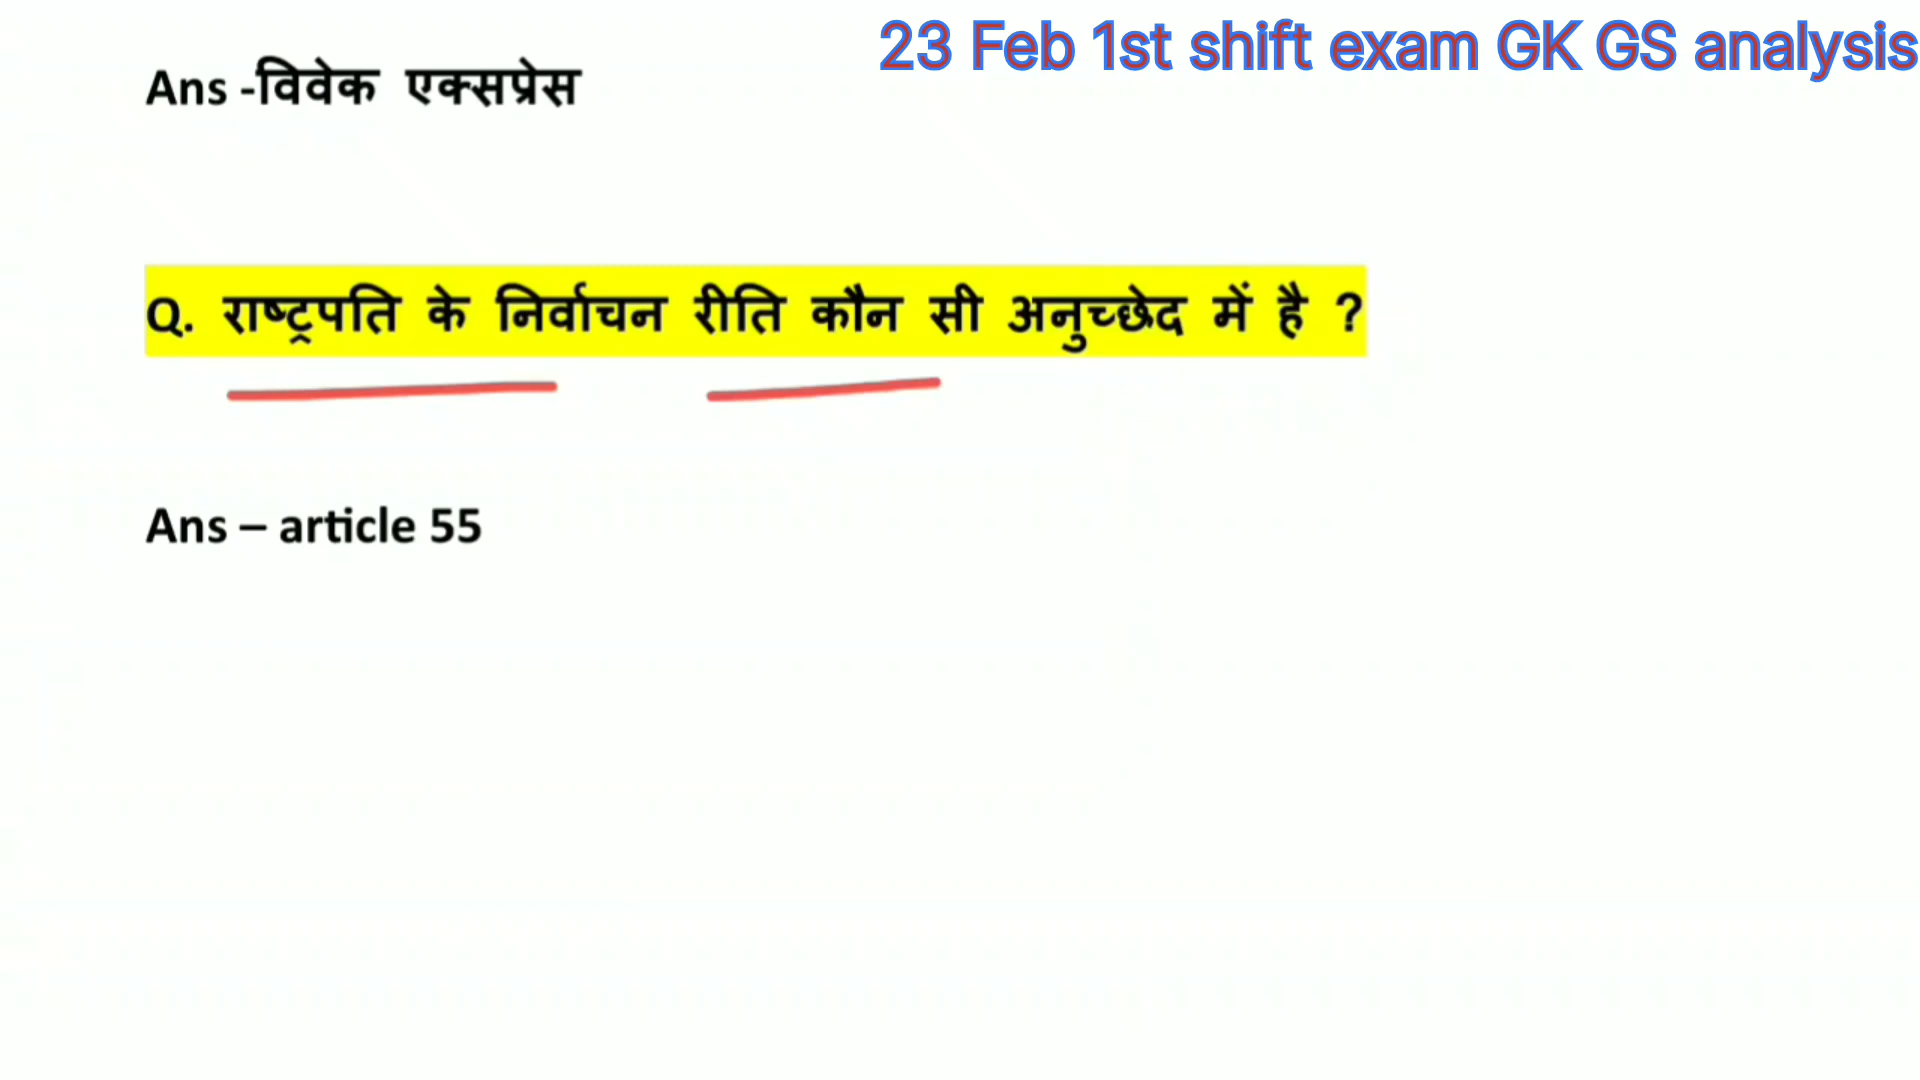 23 Feb 1st shift exam GK GS analysis
Ans -विवेक एक्सप्रेस
Q. राष्ट्रपति के निर्वाचन रीति कौन सी अनुच्छेद में है ?
Ans – article 55